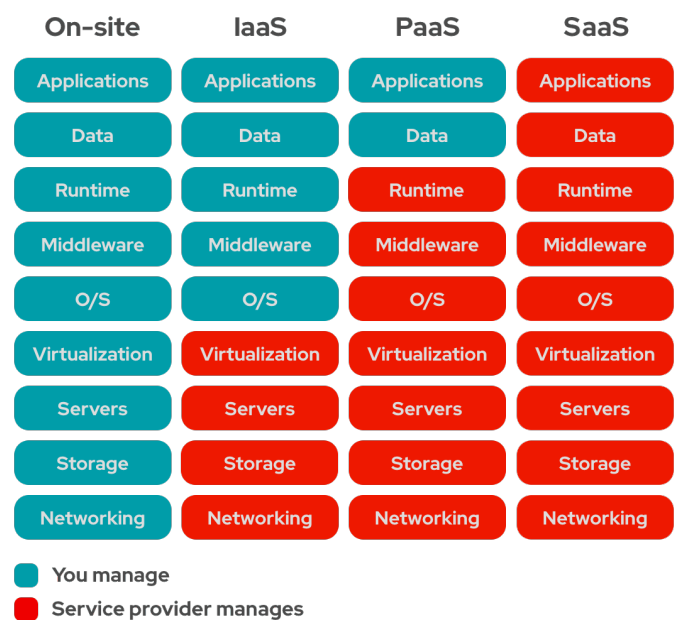 On-site IaaS PaaS SaaS
Applications Applications Applications Applications
Data Data Data Data
Runtime Runtime Runtime Runtime
Middleware Middleware Middleware Middleware
O/S O/S O/S O/S
Virtualization Virtualization Virtualization Virtualization
Servers Servers Servers Servers
Storage Storage Storage Storage
Networking Networking Networking Networking
You manage
Service provider manages